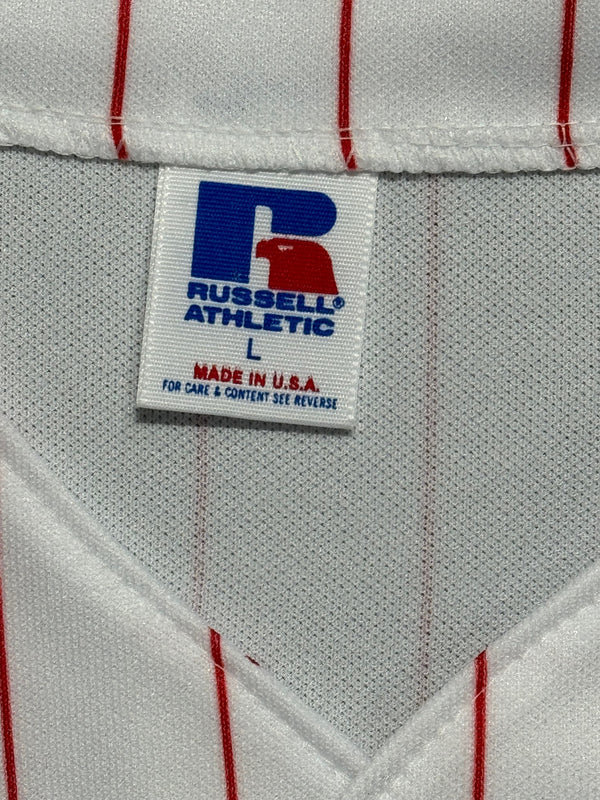 RUSSELL®
ATHLETIC
L
MADE IN U.S.A.
FOR CARE & CONTENT SEE REVERSE